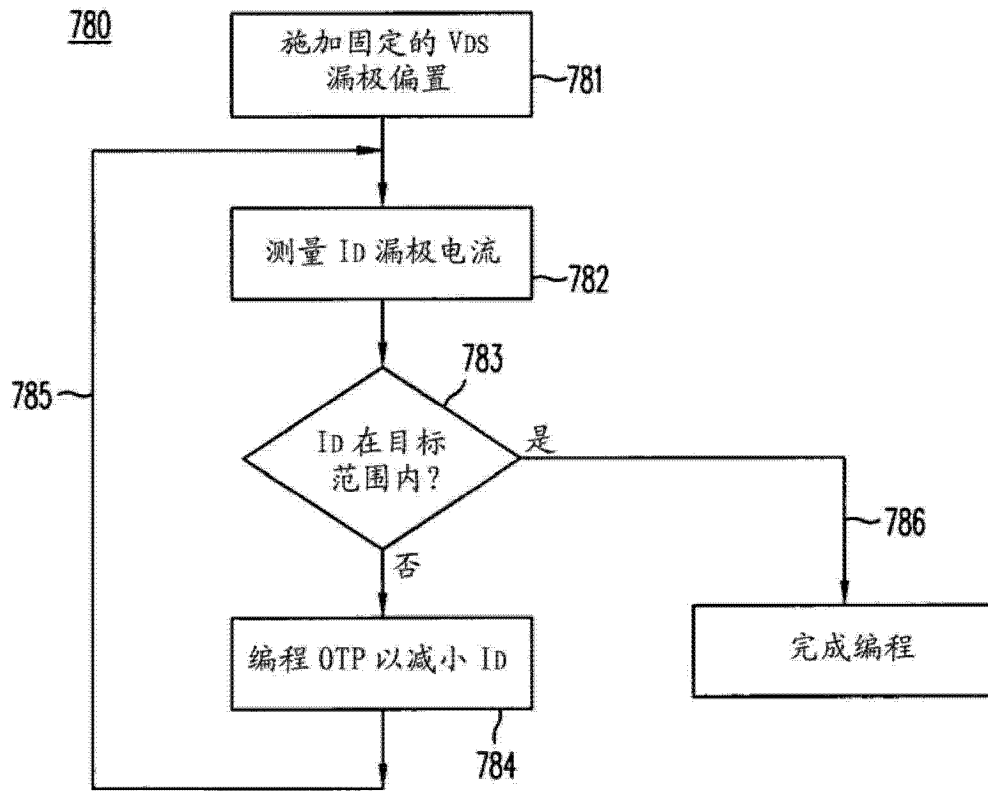 780
施加固定的 VDS
漏极偏置
781
测量 ID 漏极电流
782
783
785
ID 在目标
范围内?
是
786
否
编程 OTP 以减小 ID
784
完成编程